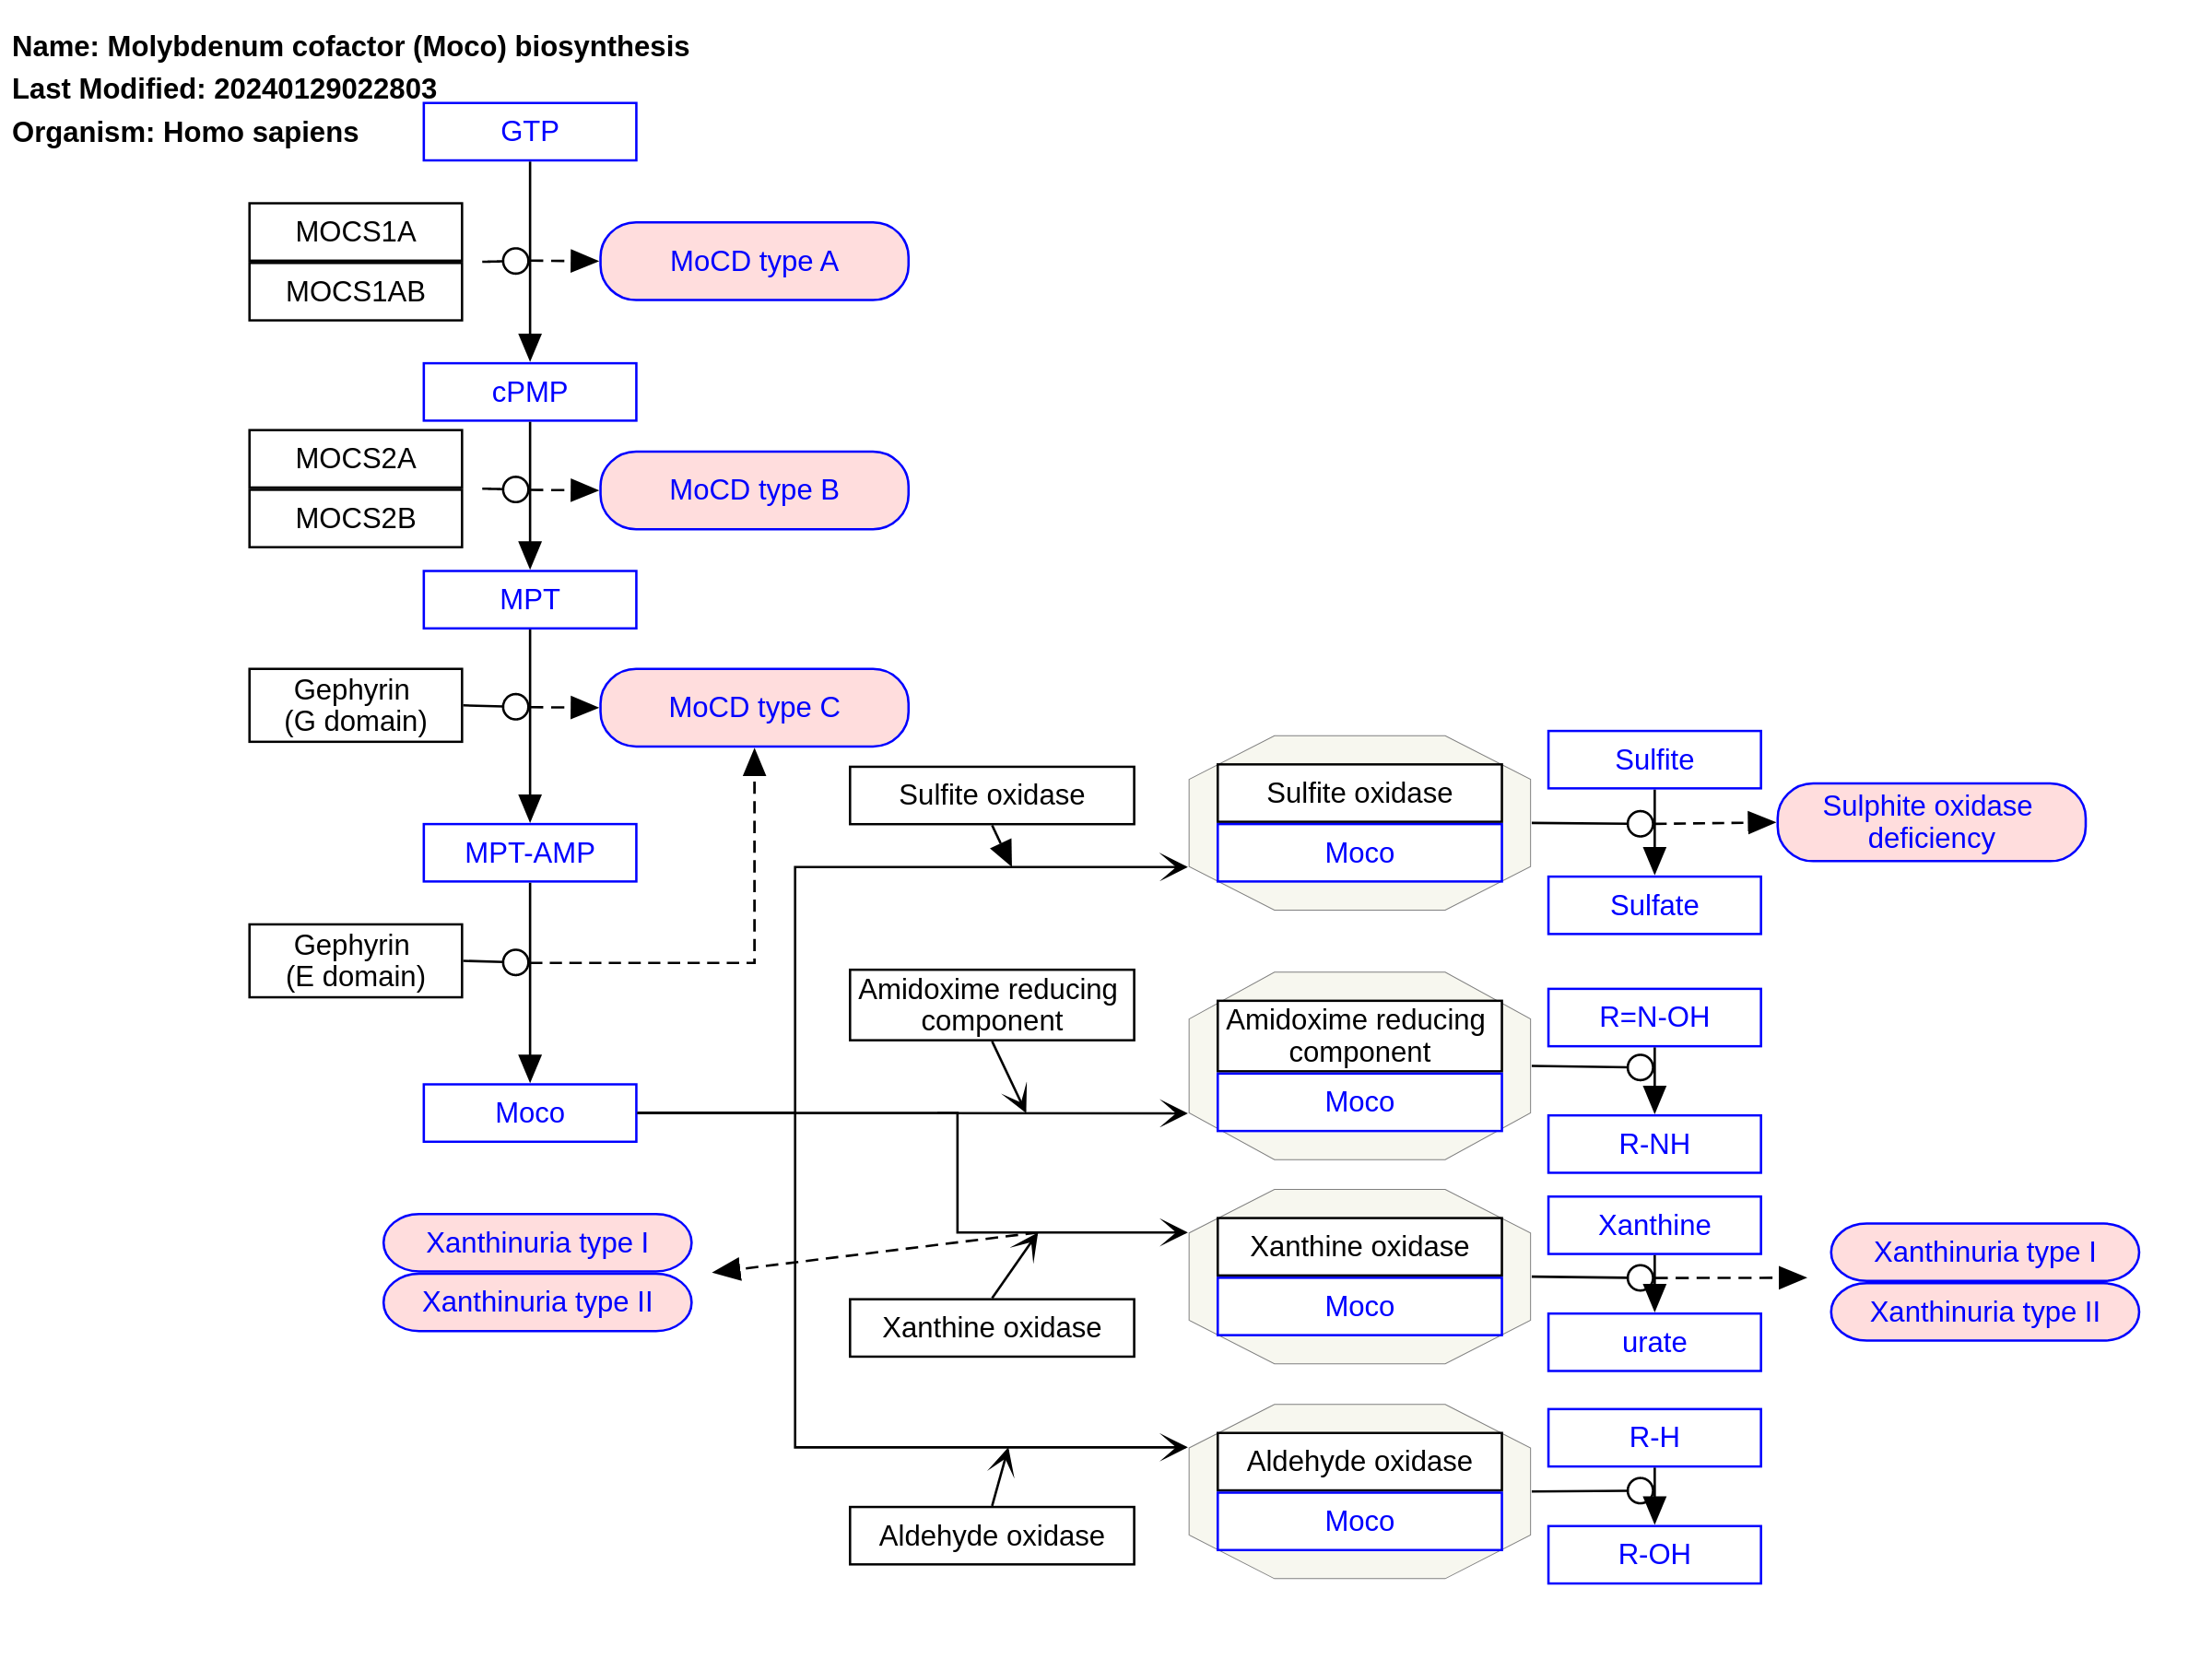 Name: Molybdenum cofactor (Moco) biosynthesis
Last Modified: 20240129022803
Organism: Homo sapiens
GTP
MOCS1A
MOCS1AB
MoCD type A
cPMP
MOCS2A
MOCS2B
MoCD type B
MPT
Gephyrin
(G domain)
MoCD type C
MPT-AMP
Gephyrin
(E domain)
Moco
Xanthinuria type I
Xanthinuria type II
Sulfite oxidase
Amidoxime reducing
component
Xanthine oxidase
Aldehyde oxidase
Sulfite oxidase
Moco
Sulfite
Sulphite oxidase
deficiency
Sulfate
Amidoxime reducing
component
Moco
R=N-OH
R-NH
Xanthine oxidase
Moco
Xanthine
urate
Xanthinuria type I
Xanthinuria type II
Aldehyde oxidase
Moco
R-H
R-OH